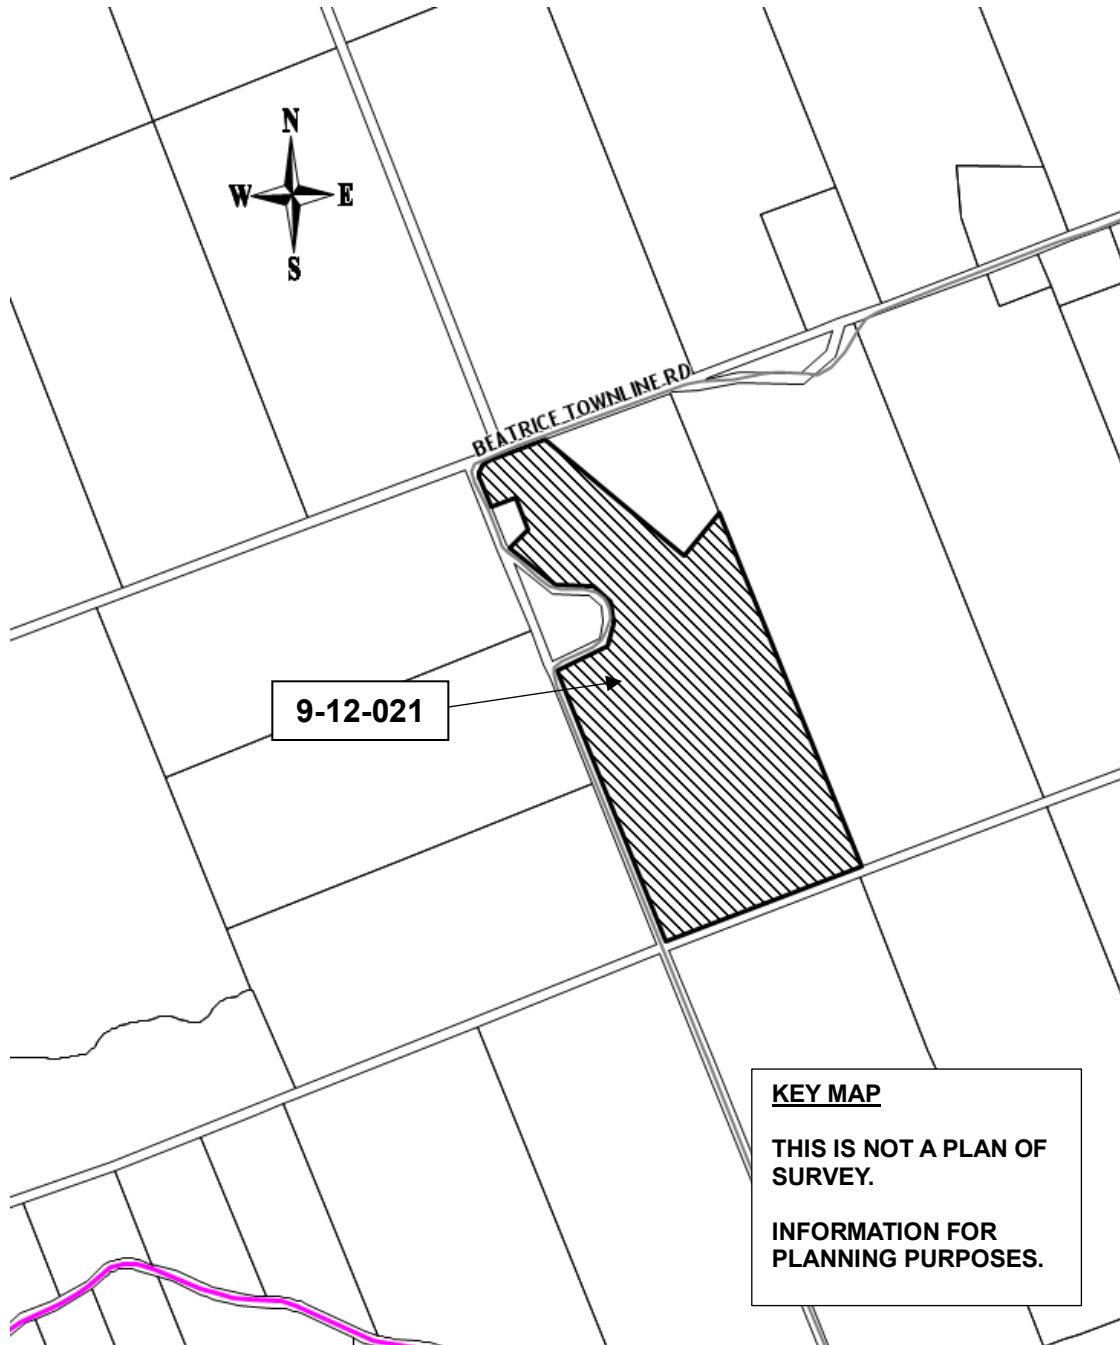 N
W E
S
BEATRICE TOWNLINE RD
9-12-021
KEY MAP
THIS IS NOT A PLAN OF
SURVEY.
INFORMATION FOR
PLANNING PURPOSES.